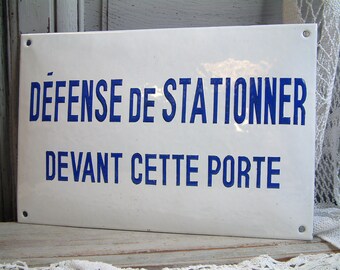 DÉFENSE DE STATIONNER
DEVANT CETTE PORTE